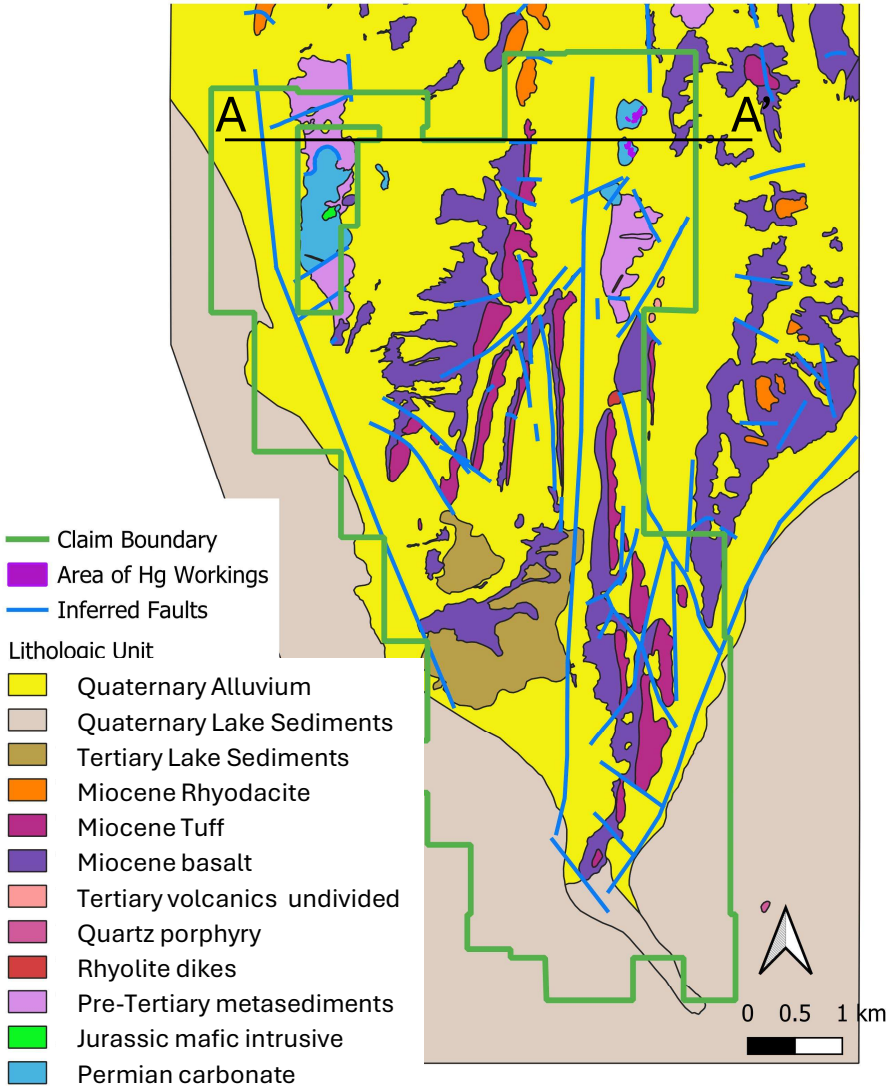 A A’
Claim Boundary
Area of Hg Workings
Inferred Faults
Lithologic Unit
Quaternary Alluvium
Quaternary Lake Sediments
Tertiary Lake Sediments
Miocene Rhyodacite
Miocene Tuff
Miocene basalt
Tertiary volcanics undivided
Quartz porphyry
Rhyolite dikes
Pre-Tertiary metasediments
Jurassic mafic intrusive
Permian carbonate
0 0.5 1 km